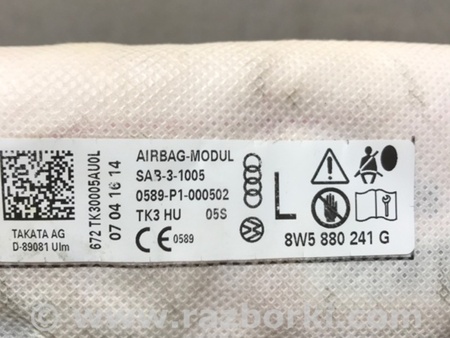 AIRBAG-MODUL
SAB-3-1005
0589-P1-000502
TK3 HU 05S
CE 0589
672 TK30005AU0L
07 04 16 14
TAKATA AG
D-89081 Ulm
L
8W5 880 241 G
www.razborki.com